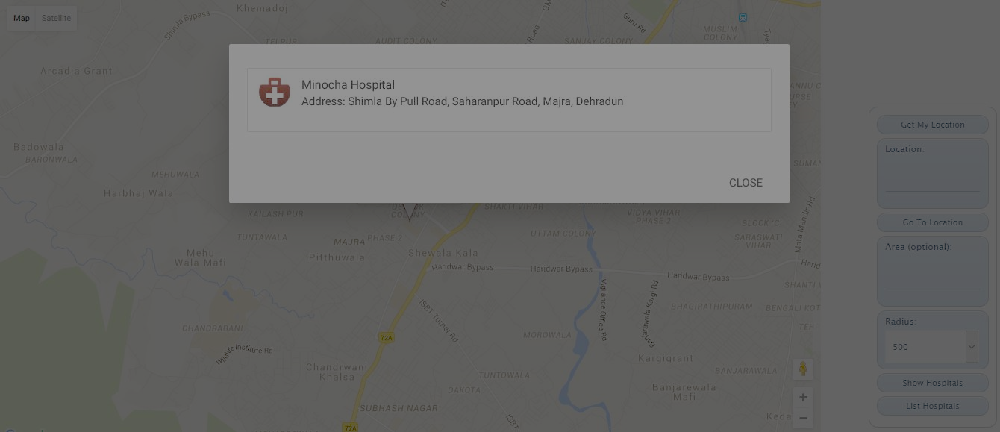 Map
Satellite
Shimla Bypass
Khemadoj
TELPUR
AUDIT COLONY
Road
SANJAY COLONY
Guru Rd
MUSLIM
COLONY
Arcadia Grant
Minocha Hospital
Address: Shimla By Pull Road, Saharanpur Road, Majra, Dehradun
CLOSE
Badowala
BARONWALA
MEHUWALA
Harbhaj Wala
KAILASH PUR
COLONY
SHAKTI VIHAR
VIDYA VIHAR
PHASE-2
BLOCK 'C'
SARASWATI
VIHAR
Mata Mandir Rd
TUNTAWALA
MAJRA
PHASE 2
UTTAM COLONY
Mehu
Wala Mafi
Pitthuwala
Shewala Kala
Haridwar Bypass
Haridwar Bypass
Haridwar Bypass
Harid
SHANTI V
Vigilance Office Rd
Banjarawala Kargi Rd
BHAGIRATHIPURAM
BENGALI KOT
TEH
ISBT Turner Rd
CHANDRABANI
Wildlife Institute Rd
72A
MOROWALA
Kargigrant
Chandrwani
Khalsa
TUNTOWALA
DAKOTA
BANJARAWALA
Banjarewala
Mafi
SUBHASH NAGAR
ISBT
Keda
72A
Get My Location
Location:
Go To Location
Area (optional):
Radius:
500
Show Hospitals
List Hospitals